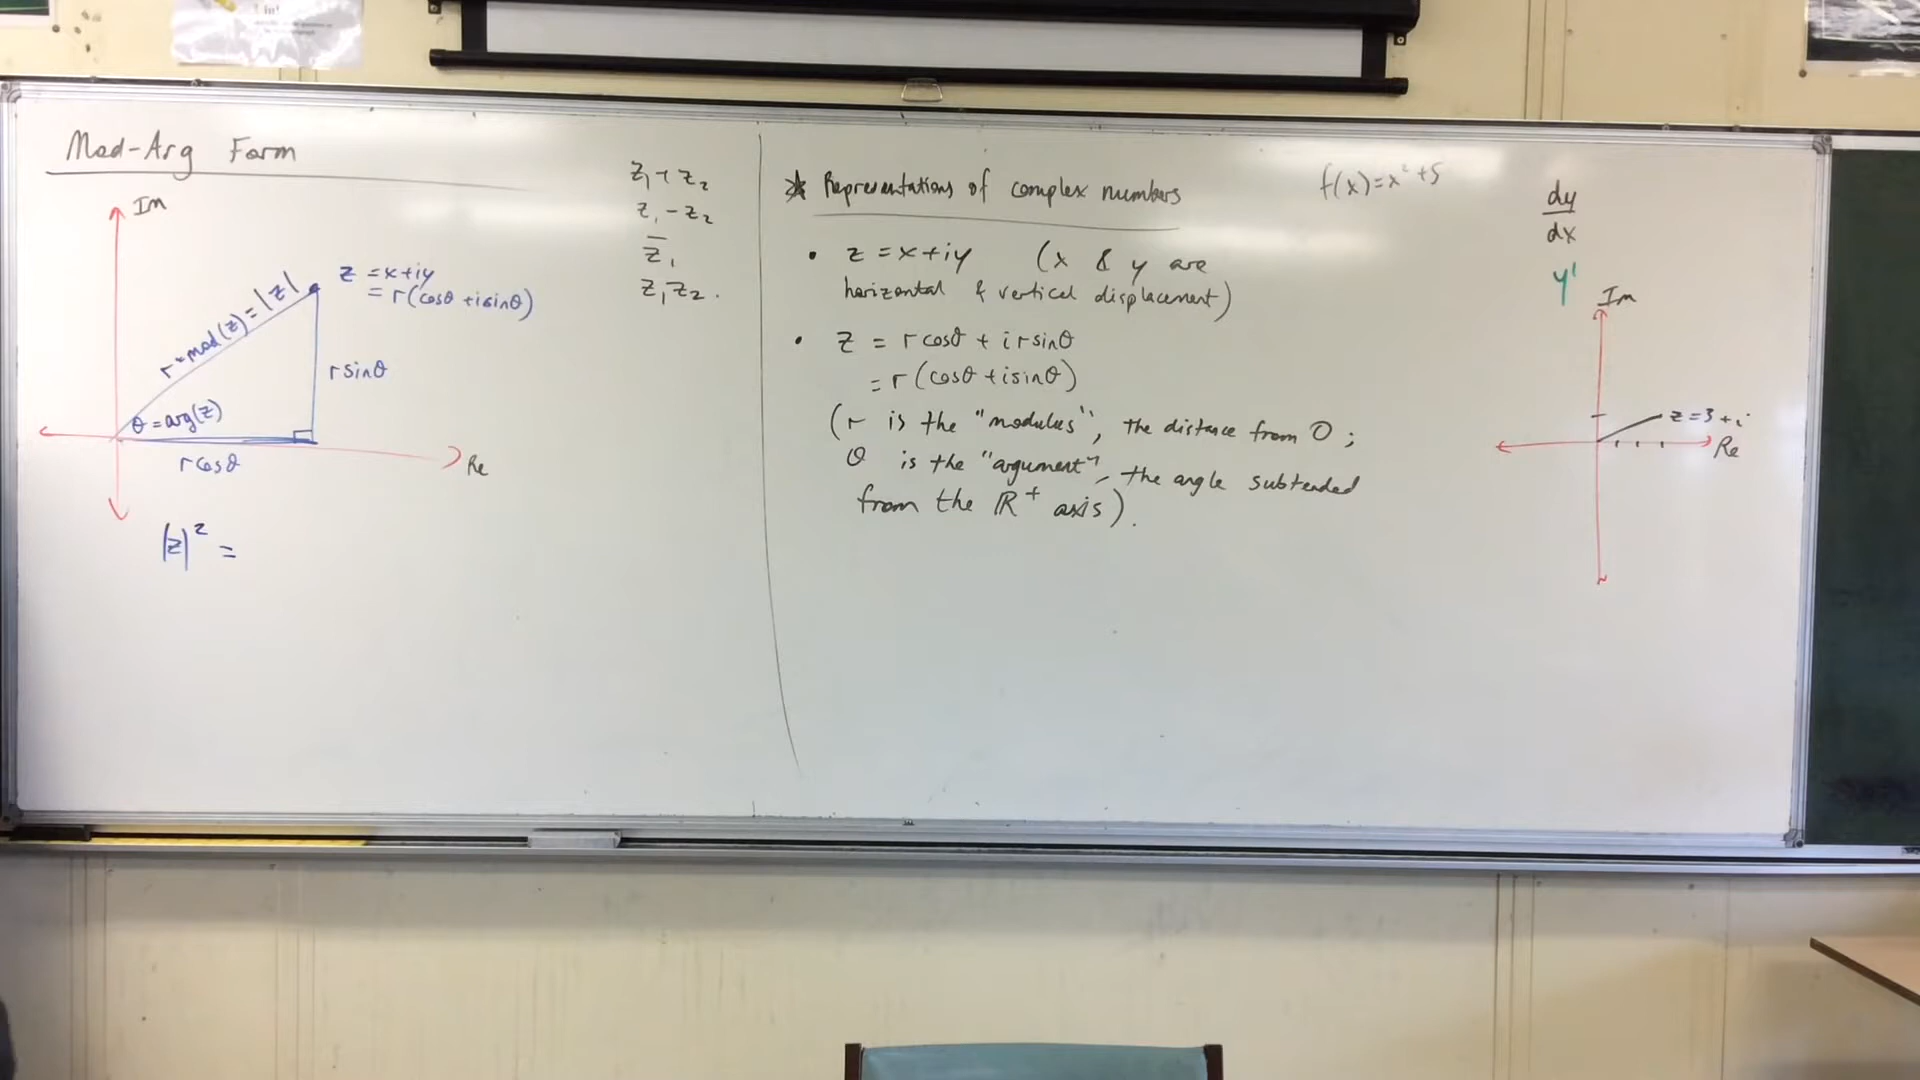 Mod-Arg Form
Im
z = x+iy
= r(cosθ + isinθ)
r = mod(z) = |z|
r sinθ
θ = arg(z)
r cosθ
Re
|z|² =
z₁ + z₂
z₁ - z₂
z̄₁
z₁z₂.
★ Representations of complex numbers
• z = x+iy (x & y are
horizontal & vertical displacement)
• z = r cosθ + i r sinθ
= r(cosθ + isinθ)
(r is the "modulus", the distance from O;
θ is the "argument", the angle subtended
from the ℝ⁺ axis).
f(x) = x² + 5
dy
dx
y'
Im
z = 3 + i
Re